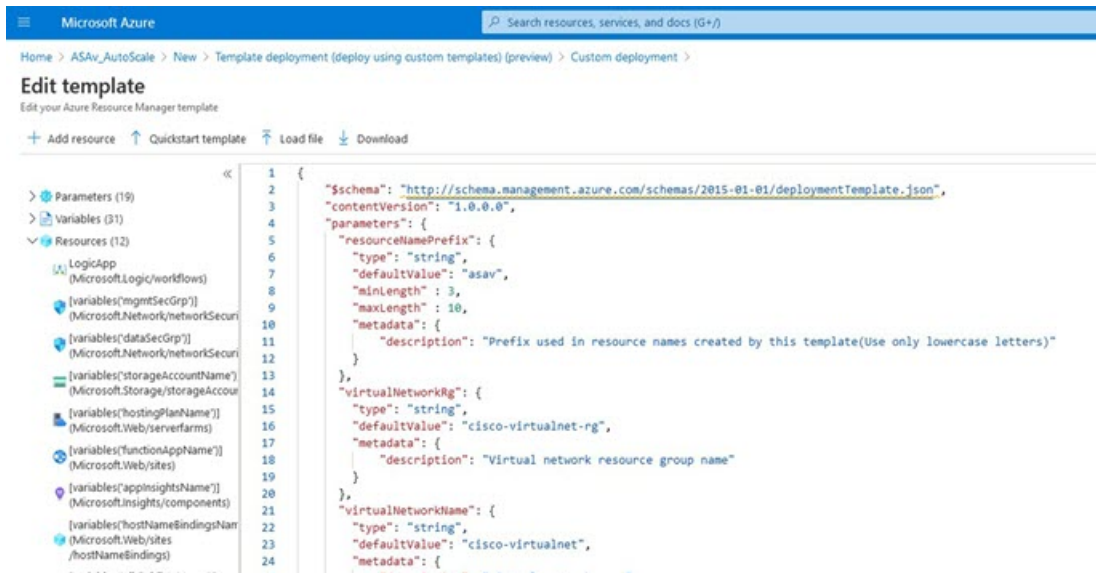 Microsoft Azure
Search resources, services, and docs (G+/)
Home > ASAv_AutoScale > New > Template deployment (deploy using custom templates) (preview) > Custom deployment >
Edit template
Edit your Azure Resource Manager template
+ Add resource ↑ Quickstart template Load file Download
«
> Parameters (19)
> Variables (31)
Resources (12)
LogicApp
(Microsoft.Logic/workflows)
[variables('mgmtSecGrp')]
(Microsoft.Network/networkSecuri
[variables('dataSecGrp')]
(Microsoft.Network/networkSecuri
[variables('storageAccountName')
(Microsoft.Storage/storageAccour
[variables('hostingPlanName')]
(Microsoft.Web/serverfarms)
[variables('functionAppName')]
(Microsoft.Web/sites)
[variables('appInsightsName')]
(Microsoft.Insights/components)
[variables('hostNameBindingsNam
(Microsoft.Web/sites
/hostNameBindings)
1 {
2 "$schema": "http://schema.management.azure.com/schemas/2015-01-01/deploymentTemplate.json",
3 "contentVersion": "1.0.0.0",
4 "parameters": {
5 "resourceNamePrefix": {
6 "type": "string",
7 "defaultValue": "asav",
8 "minLength" : 3,
9 "maxLength" : 10,
10 "metadata": {
11 "description": "Prefix used in resource names created by this template(Use only lowercase letters)"
12 }
13 },
14 "virtualNetworkRg": {
15 "type": "string",
16 "defaultValue": "cisco-virtualnet-rg",
17 "metadata": {
18 "description": "Virtual network resource group name"
19 }
20 },
21 "virtualNetworkName": {
22 "type": "string",
23 "defaultValue": "cisco-virtualnet",
24 "metadata": {